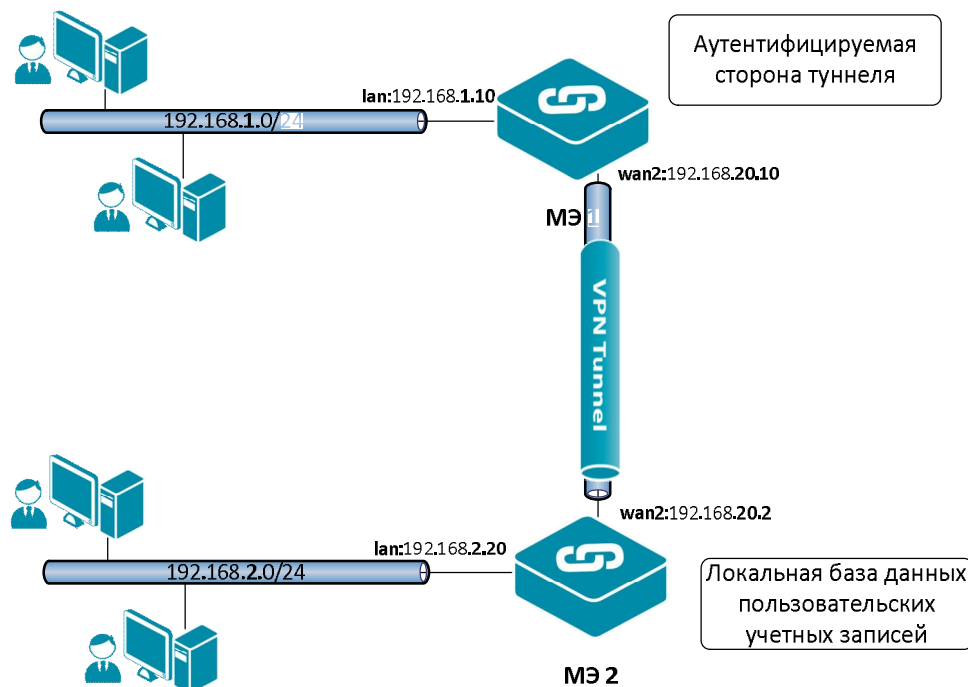 Аутентифицируемая
сторона туннеля
lan:192.168.1.10
192.168.1.0/24
wan2:192.168.20.10
МЭ 1
VPN Tunnel
wan2:192.168.20.2
lan:192.168.2.20
192.168.2.0/24
Локальная база данных
пользовательских
учетных записей
МЭ 2